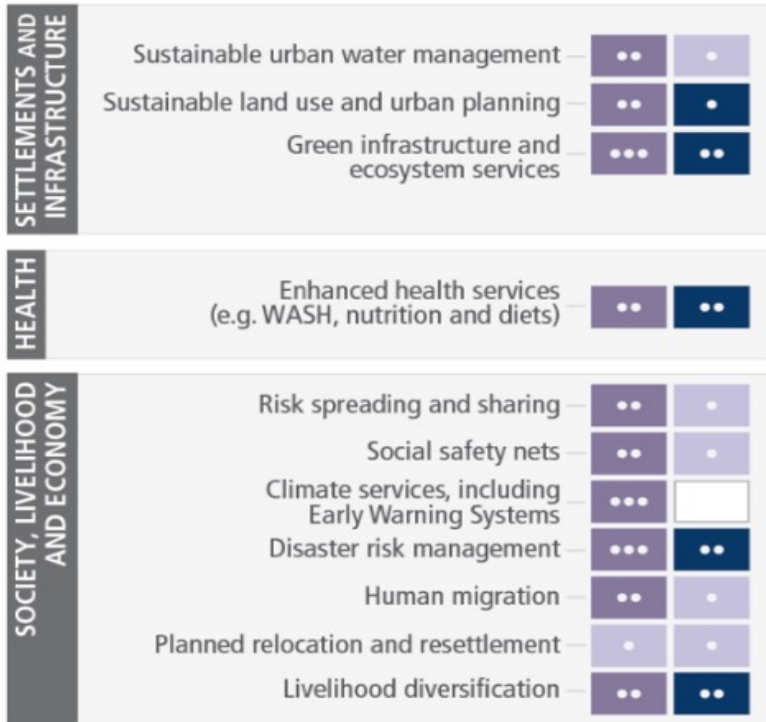 SETTLEMENTS AND
INFRASTRUCTURE
Sustainable urban water management
Sustainable land use and urban planning
Green infrastructure and
ecosystem services
HEALTH
Enhanced health services
(e.g. WASH, nutrition and diets)
SOCIETY, LIVELIHOOD
AND ECONOMY
Risk spreading and sharing
Social safety nets
Climate services, including
Early Warning Systems
Disaster risk management
Human migration
Planned relocation and resettlement
Livelihood diversification